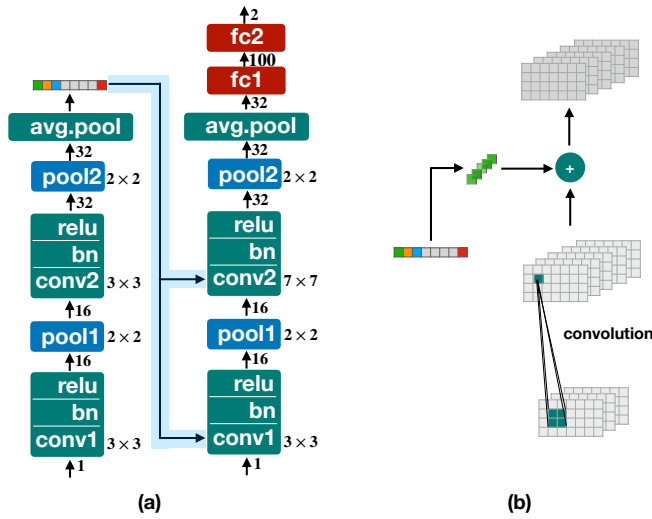 2
fc2
100
fc1
32
avg.pool
32
pool2 2 × 2
32
relu
bn
conv2 7 × 7
16
pool1 2 × 2
16
relu
bn
conv1 3 × 3
1
avg.pool
32
pool2 2 × 2
32
relu
bn
conv2 3 × 3
16
pool1 2 × 2
16
relu
bn
conv1 3 × 3
1
(a)
+
convolution
(b)